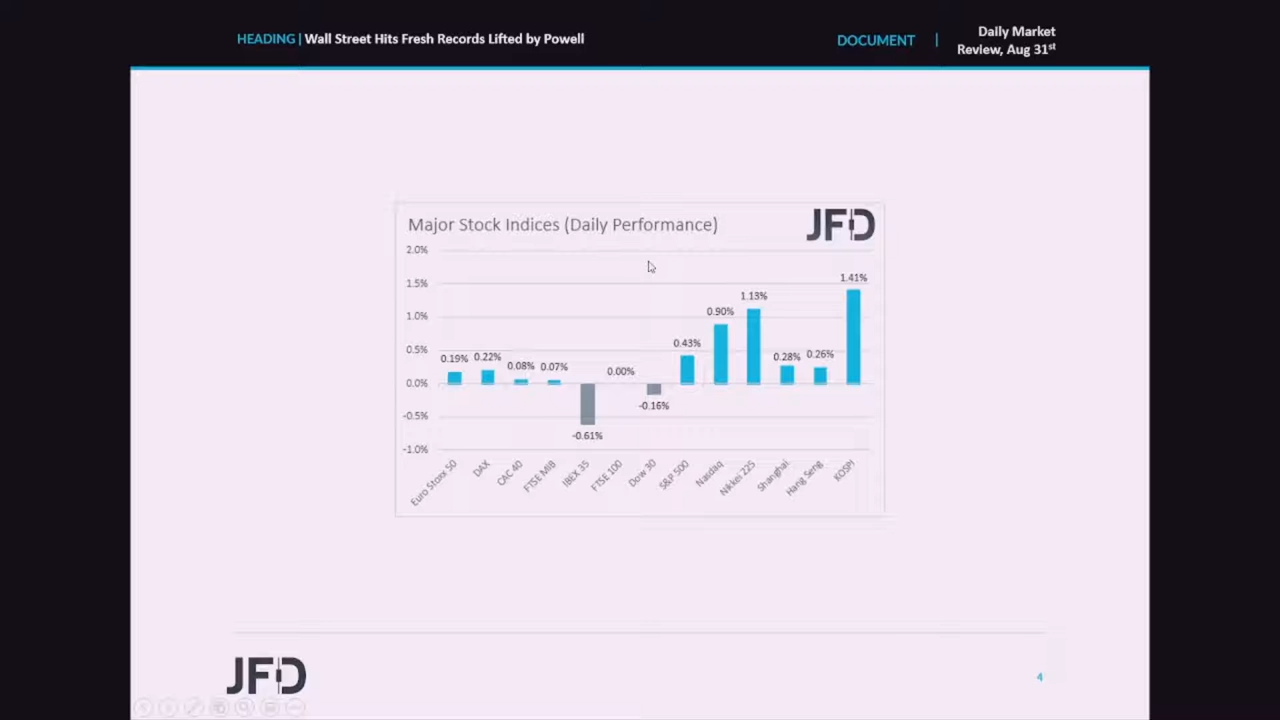 HEADING | Wall Street Hits Fresh Records Lifted by Powell
DOCUMENT |
Daily Market
Review, Aug 31st
Major Stock Indices (Daily Performance)
JFD
2.0%
1.5%
1.0%
0.5%
0.0%
-0.5%
-1.0%
0.19%
0.22%
0.08%
0.07%
-0.61%
0.00%
-0.16%
0.43%
0.90%
1.13%
0.28%
0.26%
1.41%
Euro Stoxx 50
DAX
CAC 40
FTSE MIB
IBEX 35
FTSE 100
Dow 30
S&P 500
Nasdaq
Nikkei 225
Shanghai
Hang Seng
KOSPI
JFD
4